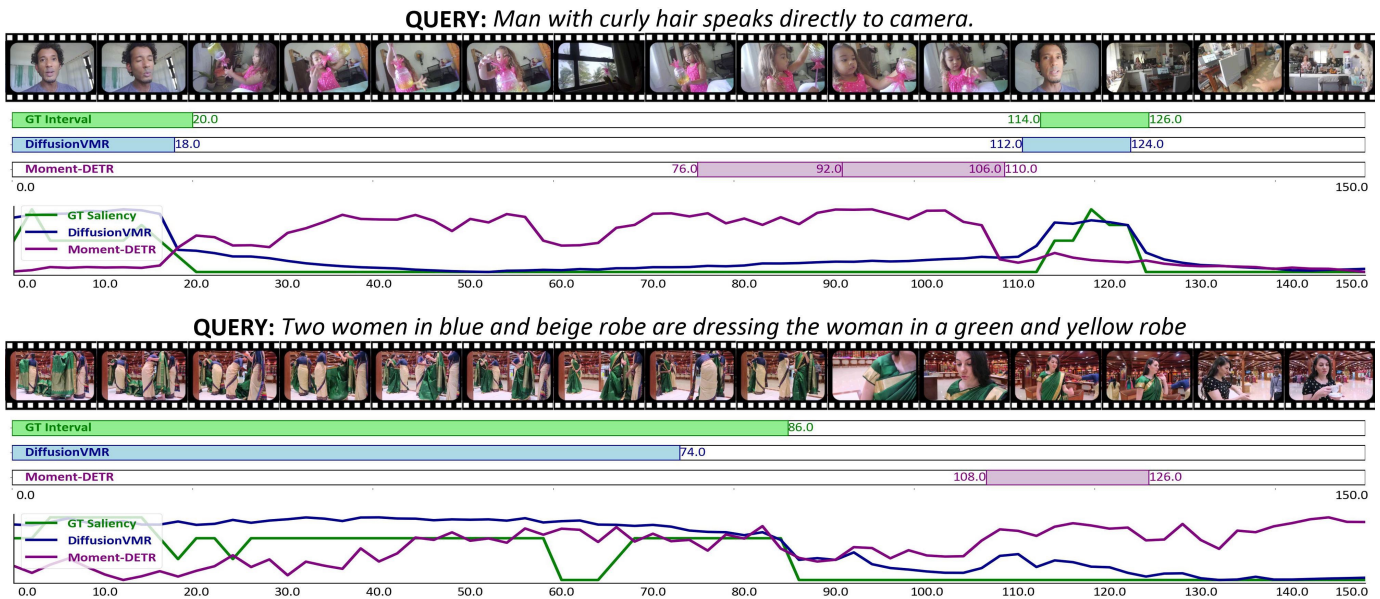 QUERY: Man with curly hair speaks directly to camera.
GT Interval 20.0 114.0 126.0
DiffusionVMR 18.0 112.0 124.0
Moment-DETR 76.0 92.0 106.0 110.0
0.0 150.0
GT Saliency
DiffusionVMR
Moment-DETR
0.0 10.0 20.0 30.0 40.0 50.0 60.0 70.0 80.0 90.0 100.0 110.0 120.0 130.0 140.0 150.0
QUERY: Two women in blue and beige robe are dressing the woman in a green and yellow robe
GT Interval 86.0
DiffusionVMR 74.0
Moment-DETR 108.0 126.0
0.0 150.0
GT Saliency
DiffusionVMR
Moment-DETR
0.0 10.0 20.0 30.0 40.0 50.0 60.0 70.0 80.0 90.0 100.0 110.0 120.0 130.0 140.0 150.0